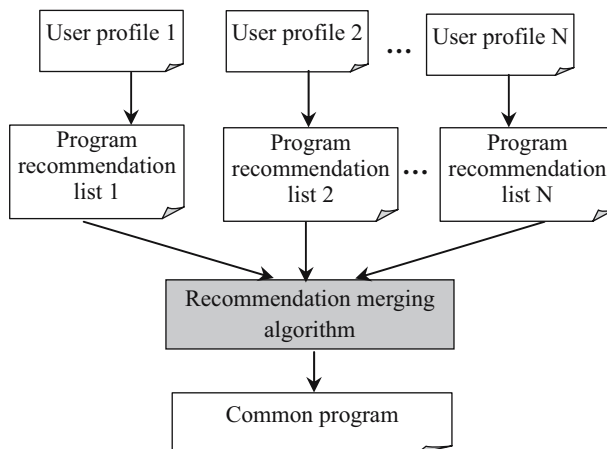 User profile 1
User profile 2
...
User profile N
Program
recommendation
list 1
Program
recommendation
list 2
...
Program
recommendation
list N
Recommendation merging
algorithm
Common program